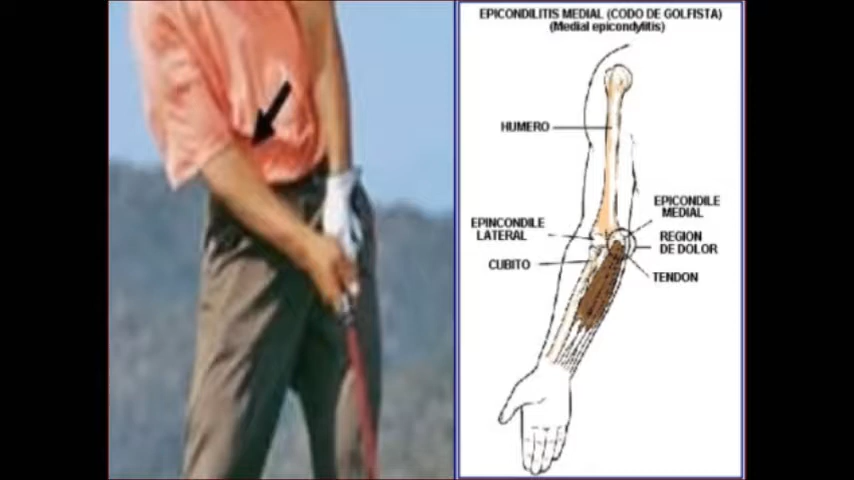 EPICONDILITIS MEDIAL (CODO DE GOLFISTA)
(Medial epicondylitis)
HUMERO
EPICONDILE
MEDIAL
EPINCONDILE
LATERAL
REGION
DE DOLOR
CUBITO
TENDON